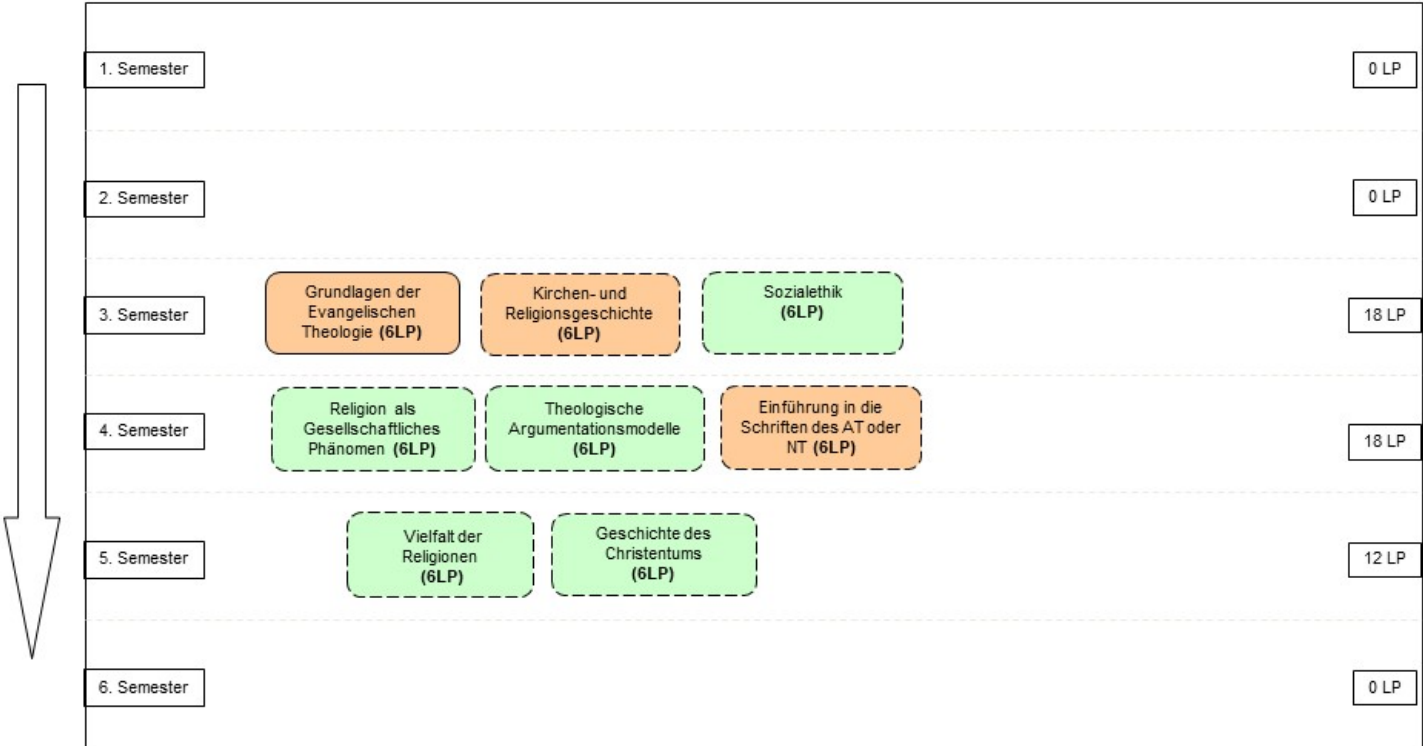 1. Semester
0 LP
2. Semester
0 LP
3. Semester
Grundlagen der
Evangelischen
Theologie (6LP)
Kirchen- und
Religionsgeschichte
(6LP)
Sozialethik
(6LP)
18 LP
4. Semester
Religion als
Gesellschaftliches
Phänomen (6LP)
Theologische
Argumentationsmodelle
(6LP)
Einführung in die
Schriften des AT oder
NT (6LP)
18 LP
5. Semester
Vielfalt der
Religionen
(6LP)
Geschichte des
Christentums
(6LP)
12 LP
6. Semester
0 LP